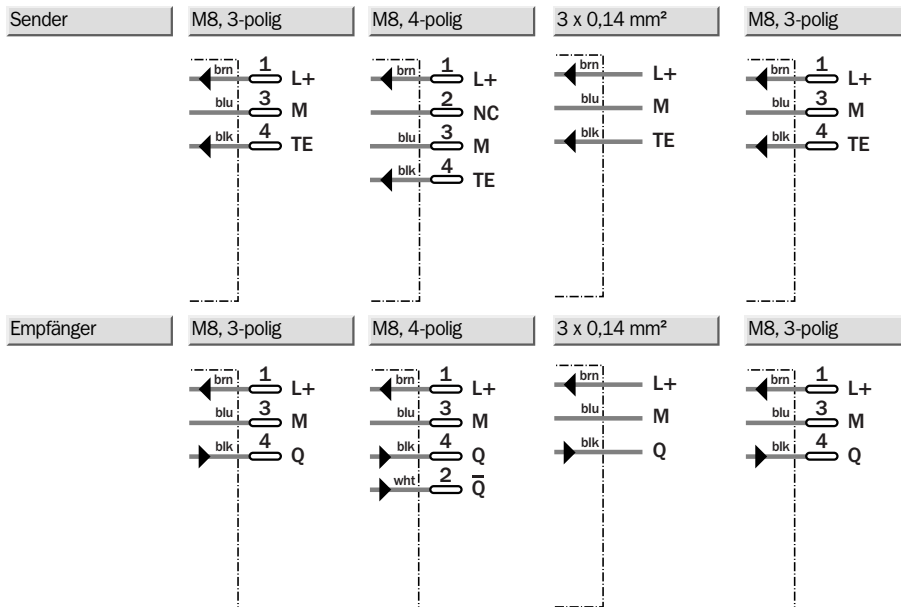 Sender M8, 3-polig M8, 4-polig 3 x 0,14 mm² M8, 3-polig
brn 1 L+ brn 1 L+ brn L+ brn 1 L+
blu 3 M 2 NC blu M blu 3 M
blk 4 TE blu 3 M blk TE blk 4 TE
blk 4 TE
Empfänger M8, 3-polig M8, 4-polig 3 x 0,14 mm² M8, 3-polig
brn 1 L+ brn 1 L+ brn L+ brn 1 L+
blu 3 M blu 3 M blu M blu 3 M
blk 4 Q blk 4 Q blk Q blk 4 Q
wht 2 Q̅